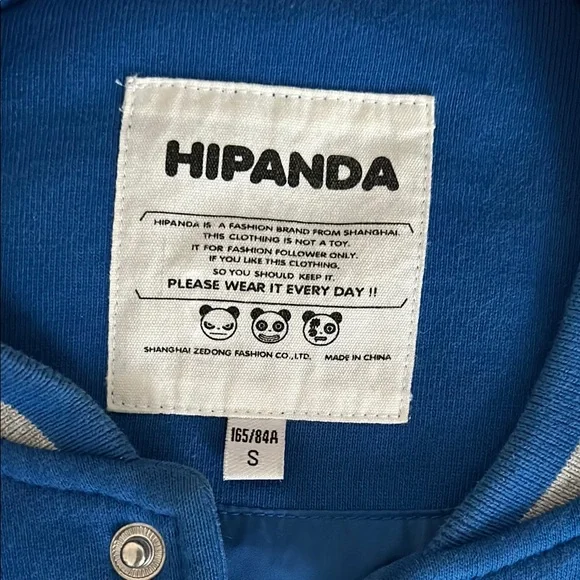 HIPANDA
HIPANDA IS A FASHION BRAND FROM SHANGHAI.
THIS CLOTHING IS NOT A TOY.
IT FOR FASHION FOLLOWER ONLY.
IF YOU LIKE THIS CLOTHING.
SO YOU SHOULD KEEP IT.
PLEASE WEAR IT EVERY DAY !!
SHANGHAI ZEDONG FASHION CO.,LTD. MADE IN CHINA
165/84A
S